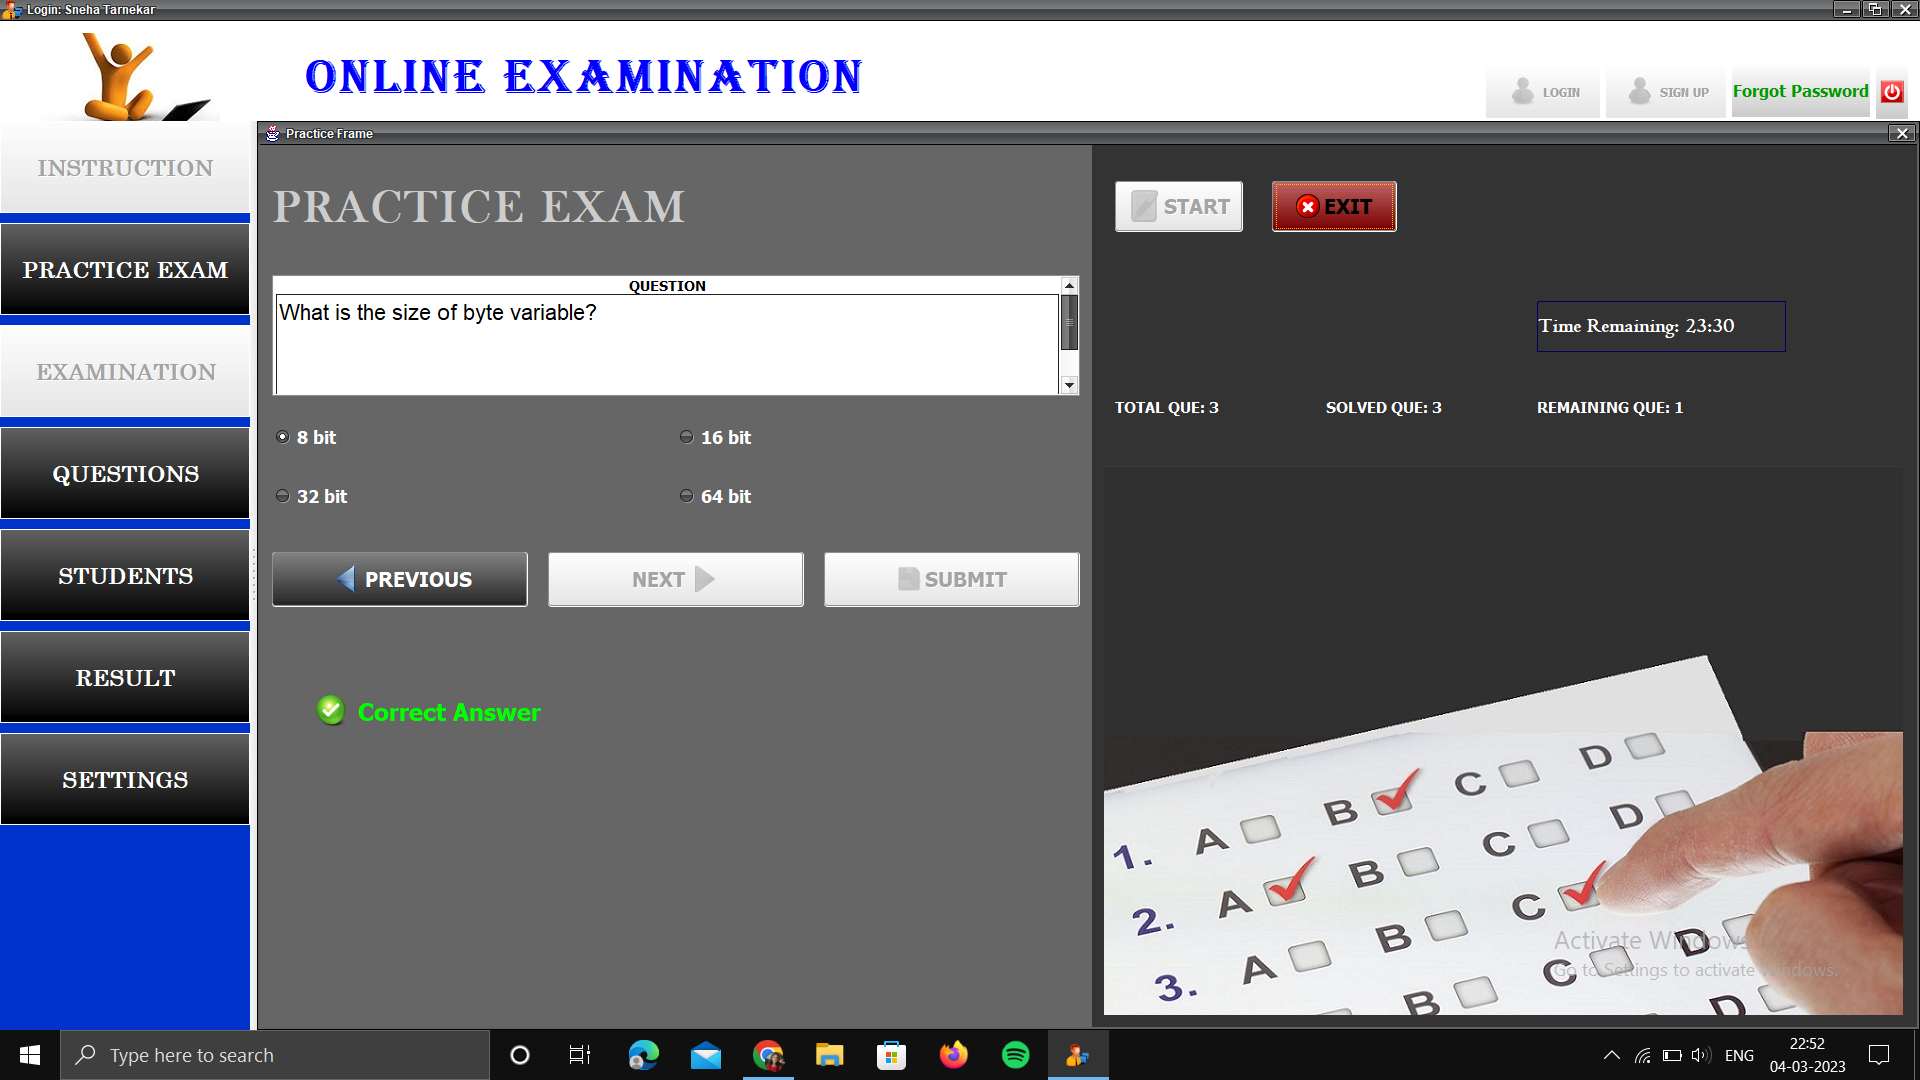 Login: Sneha Tarnekar
ONLINE EXAMINATION
LOGIN
SIGN UP
Forgot Password
Practice Frame
INSTRUCTION
PRACTICE EXAM
EXAMINATION
QUESTIONS
STUDENTS
RESULT
SETTINGS
PRACTICE EXAM
QUESTION
What is the size of byte variable?
8 bit
16 bit
32 bit
64 bit
PREVIOUS
NEXT
SUBMIT
Correct Answer
START
EXIT
Time Remaining: 23:30
TOTAL QUE: 3
SOLVED QUE: 3
REMAINING QUE: 1
1. A B C D
2. A B C D
3. A B C D
B C D
Activate Windows
Go to Settings to activate Windows.
Type here to search
ENG
22:52
04-03-2023